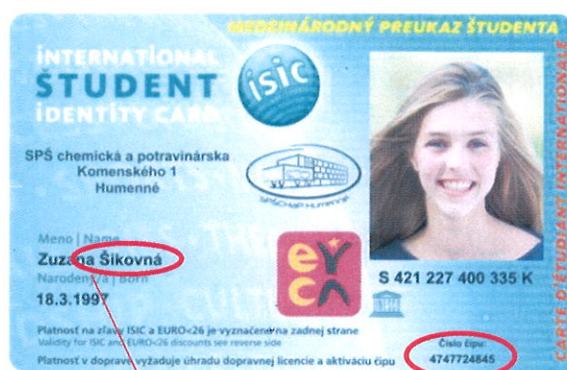 MEDZINÁRODNÝ PREUKAZ ŠTUDENTA
INTERNATIONAL
ŠTUDENT
IDENTITY CARD
isic
SPŠ chemická a potravinárska
Komenského 1
Humenné
SPŠCHaP HUMENNÉ
Meno | Name
Zuzana Šikovná
Narodený/a | Born
18.3.1997
eYCA
S 421 227 400 335 K
CARTE D'ÉTUDIANT INTERNATIONALE
Platnosť na zľavy ISIC a EURO<26 je vyznačená na zadnej strane
Validity for ISIC and EURO<26 discounts see reverse side
Platnosť v doprave vyžaduje úhradu dopravnej licencie a aktiváciu čipu
Číslo čipu:
4747724845